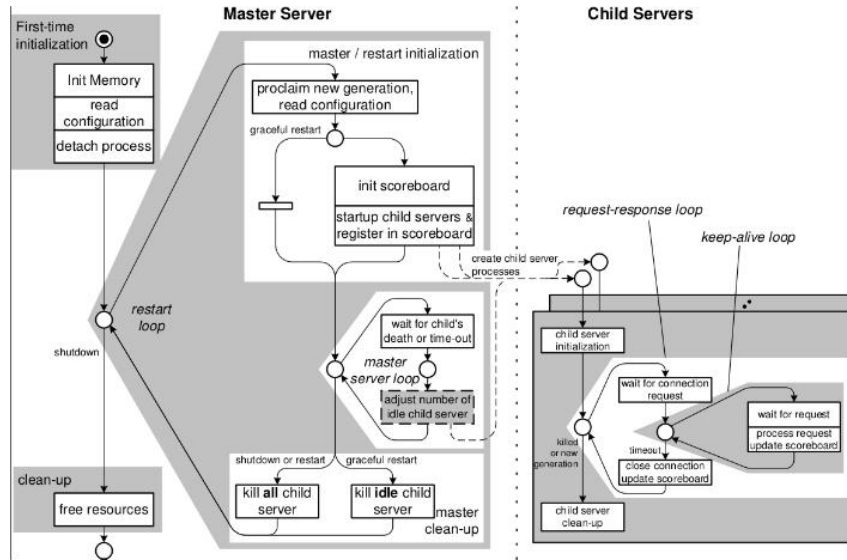 Master Server
Child Servers
First-time
initialization
Init Memory
read
configuration
detach process
master / restart initialization
proclaim new generation,
read configuration
graceful restart
init scoreboard
startup child servers &
register in scoreboard
create child server
processes
request-response loop
keep-alive loop
restart
loop
shutdown
wait for child's
death or time-out
master
server loop
adjust number of
idle child server
child server
initialization
wait for connection
request
wait for request
process request
update scoreboard
killed
or new
generation
timeout
close connection
update scoreboard
child server
clean-up
shutdown or restart
graceful restart
kill all child
server
kill idle child
server
master
clean-up
clean-up
free resources